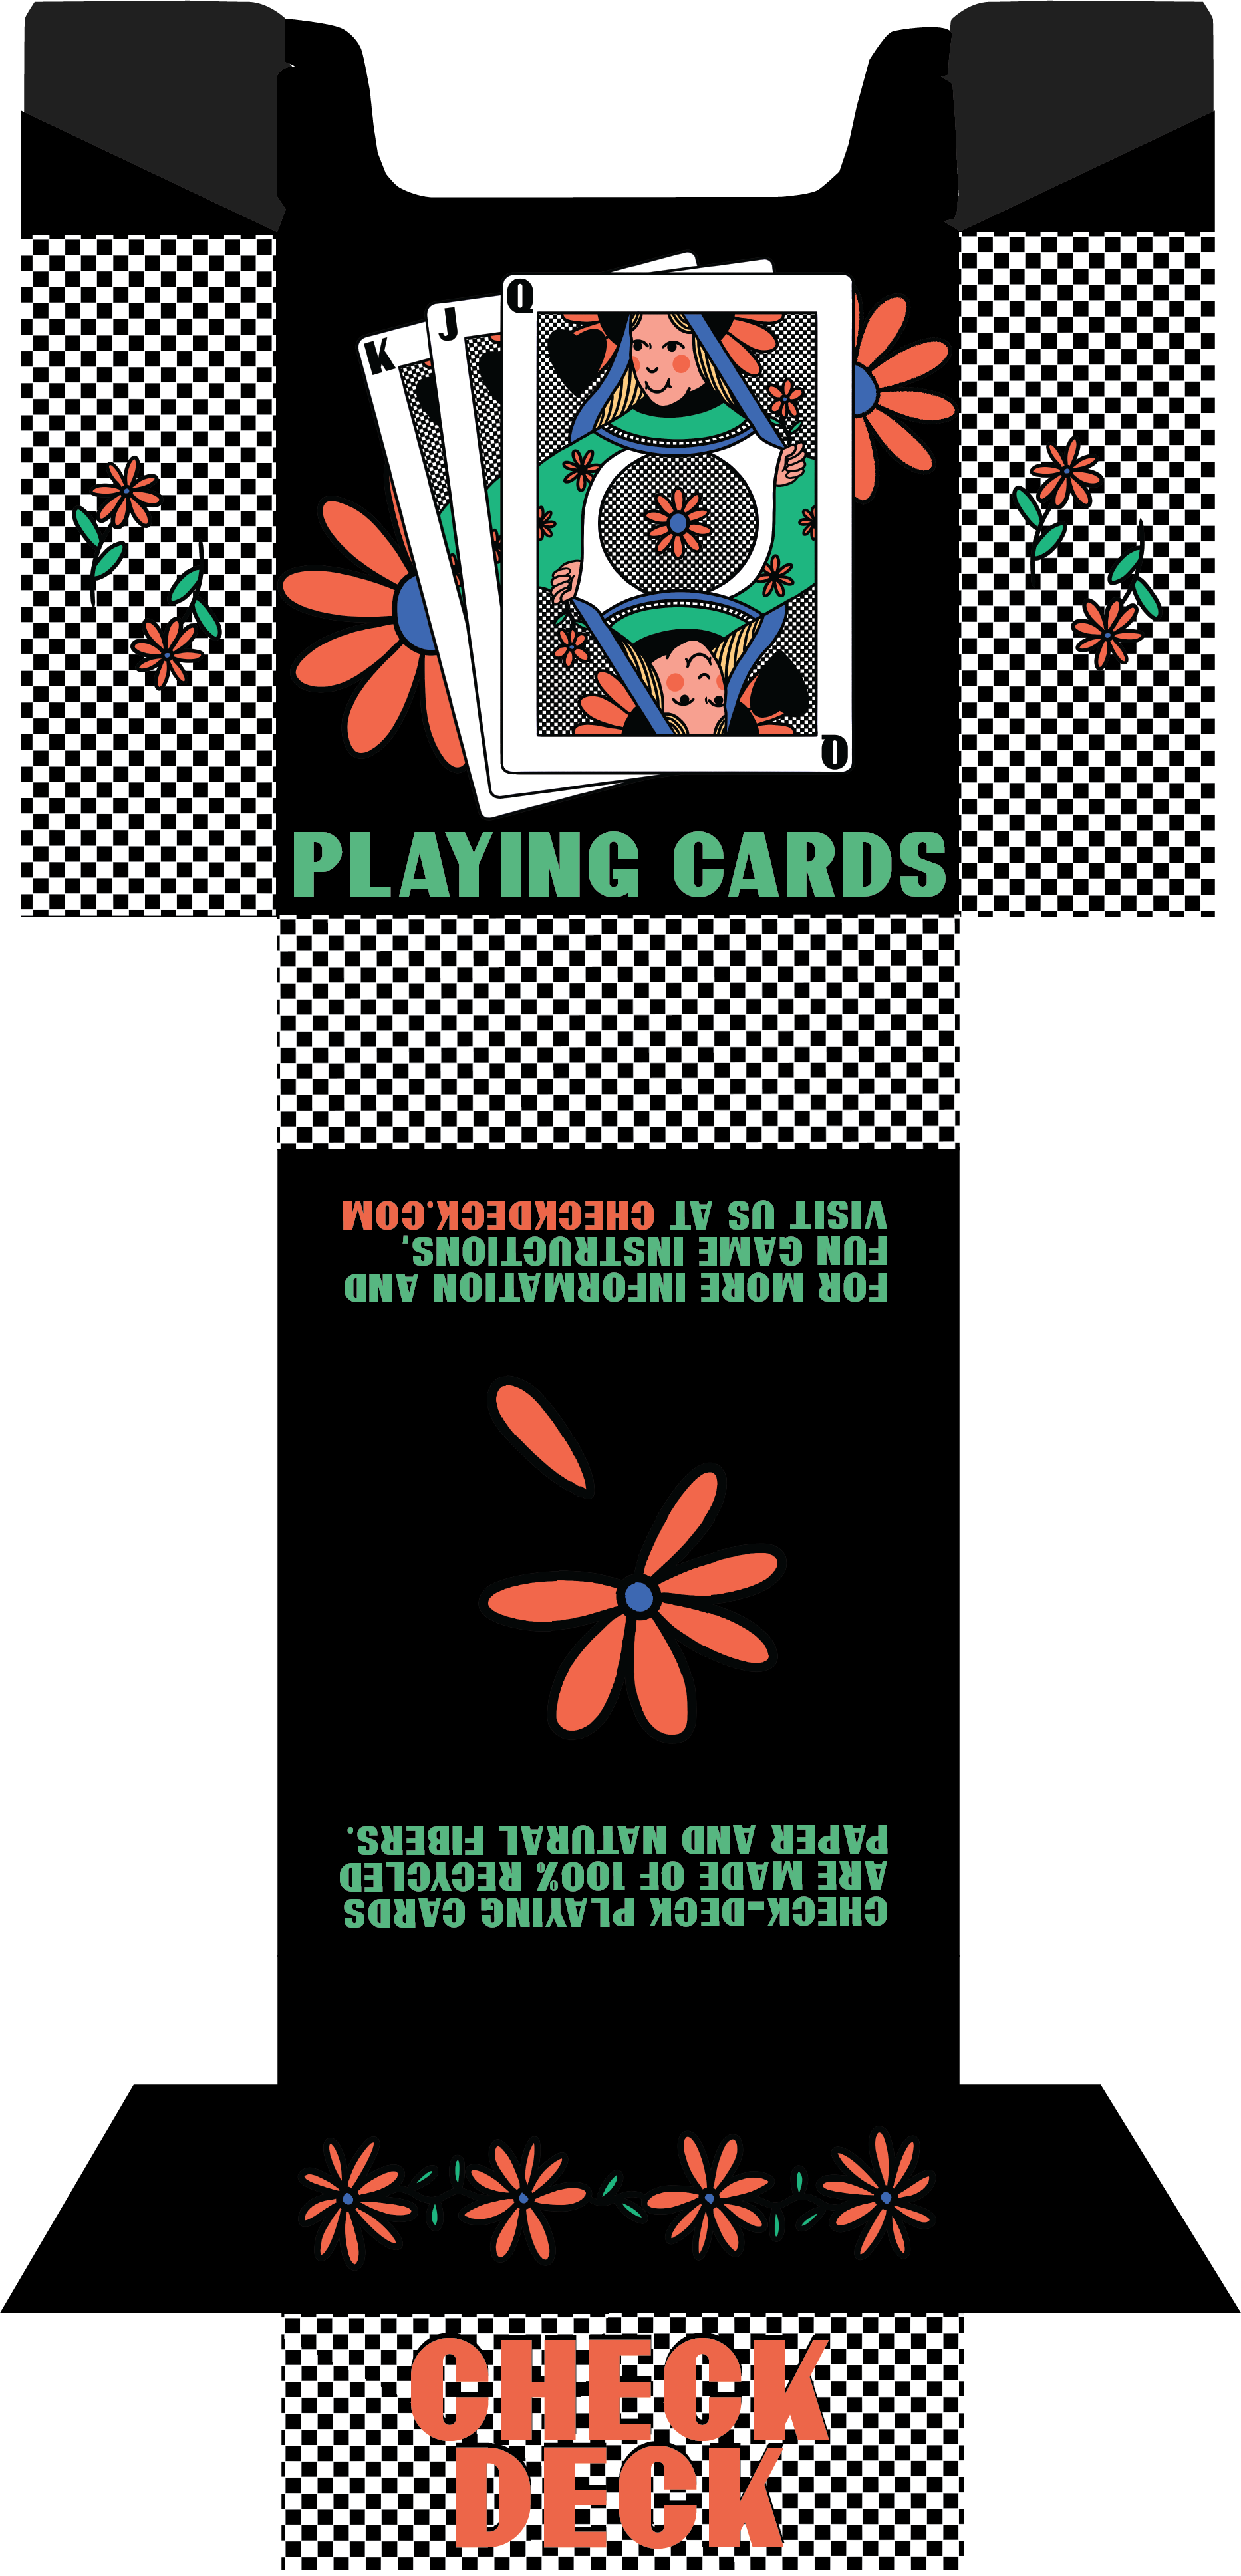 K
J
Q
Q
PLAYING CARDS
FOR MORE INFORMATION AND
FUN GAME INSTRUCTIONS,
VISIT US AT CHECKDECK.COM
CHECK-DECK PLAYING CARDS
ARE MADE OF 100% RECYCLED
PAPER AND NATURAL FIBERS.
CHECK
DECK